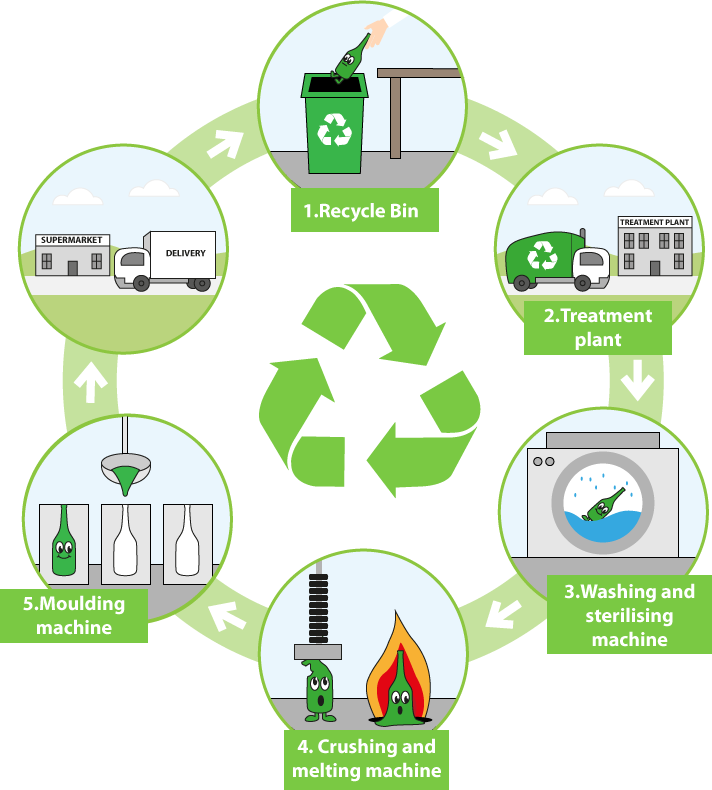 1.Recycle Bin
TREATMENT PLANT
2.Treatment
plant
3.Washing and
sterilising
machine
4. Crushing and
melting machine
5.Moulding
machine
SUPERMARKET
DELIVERY